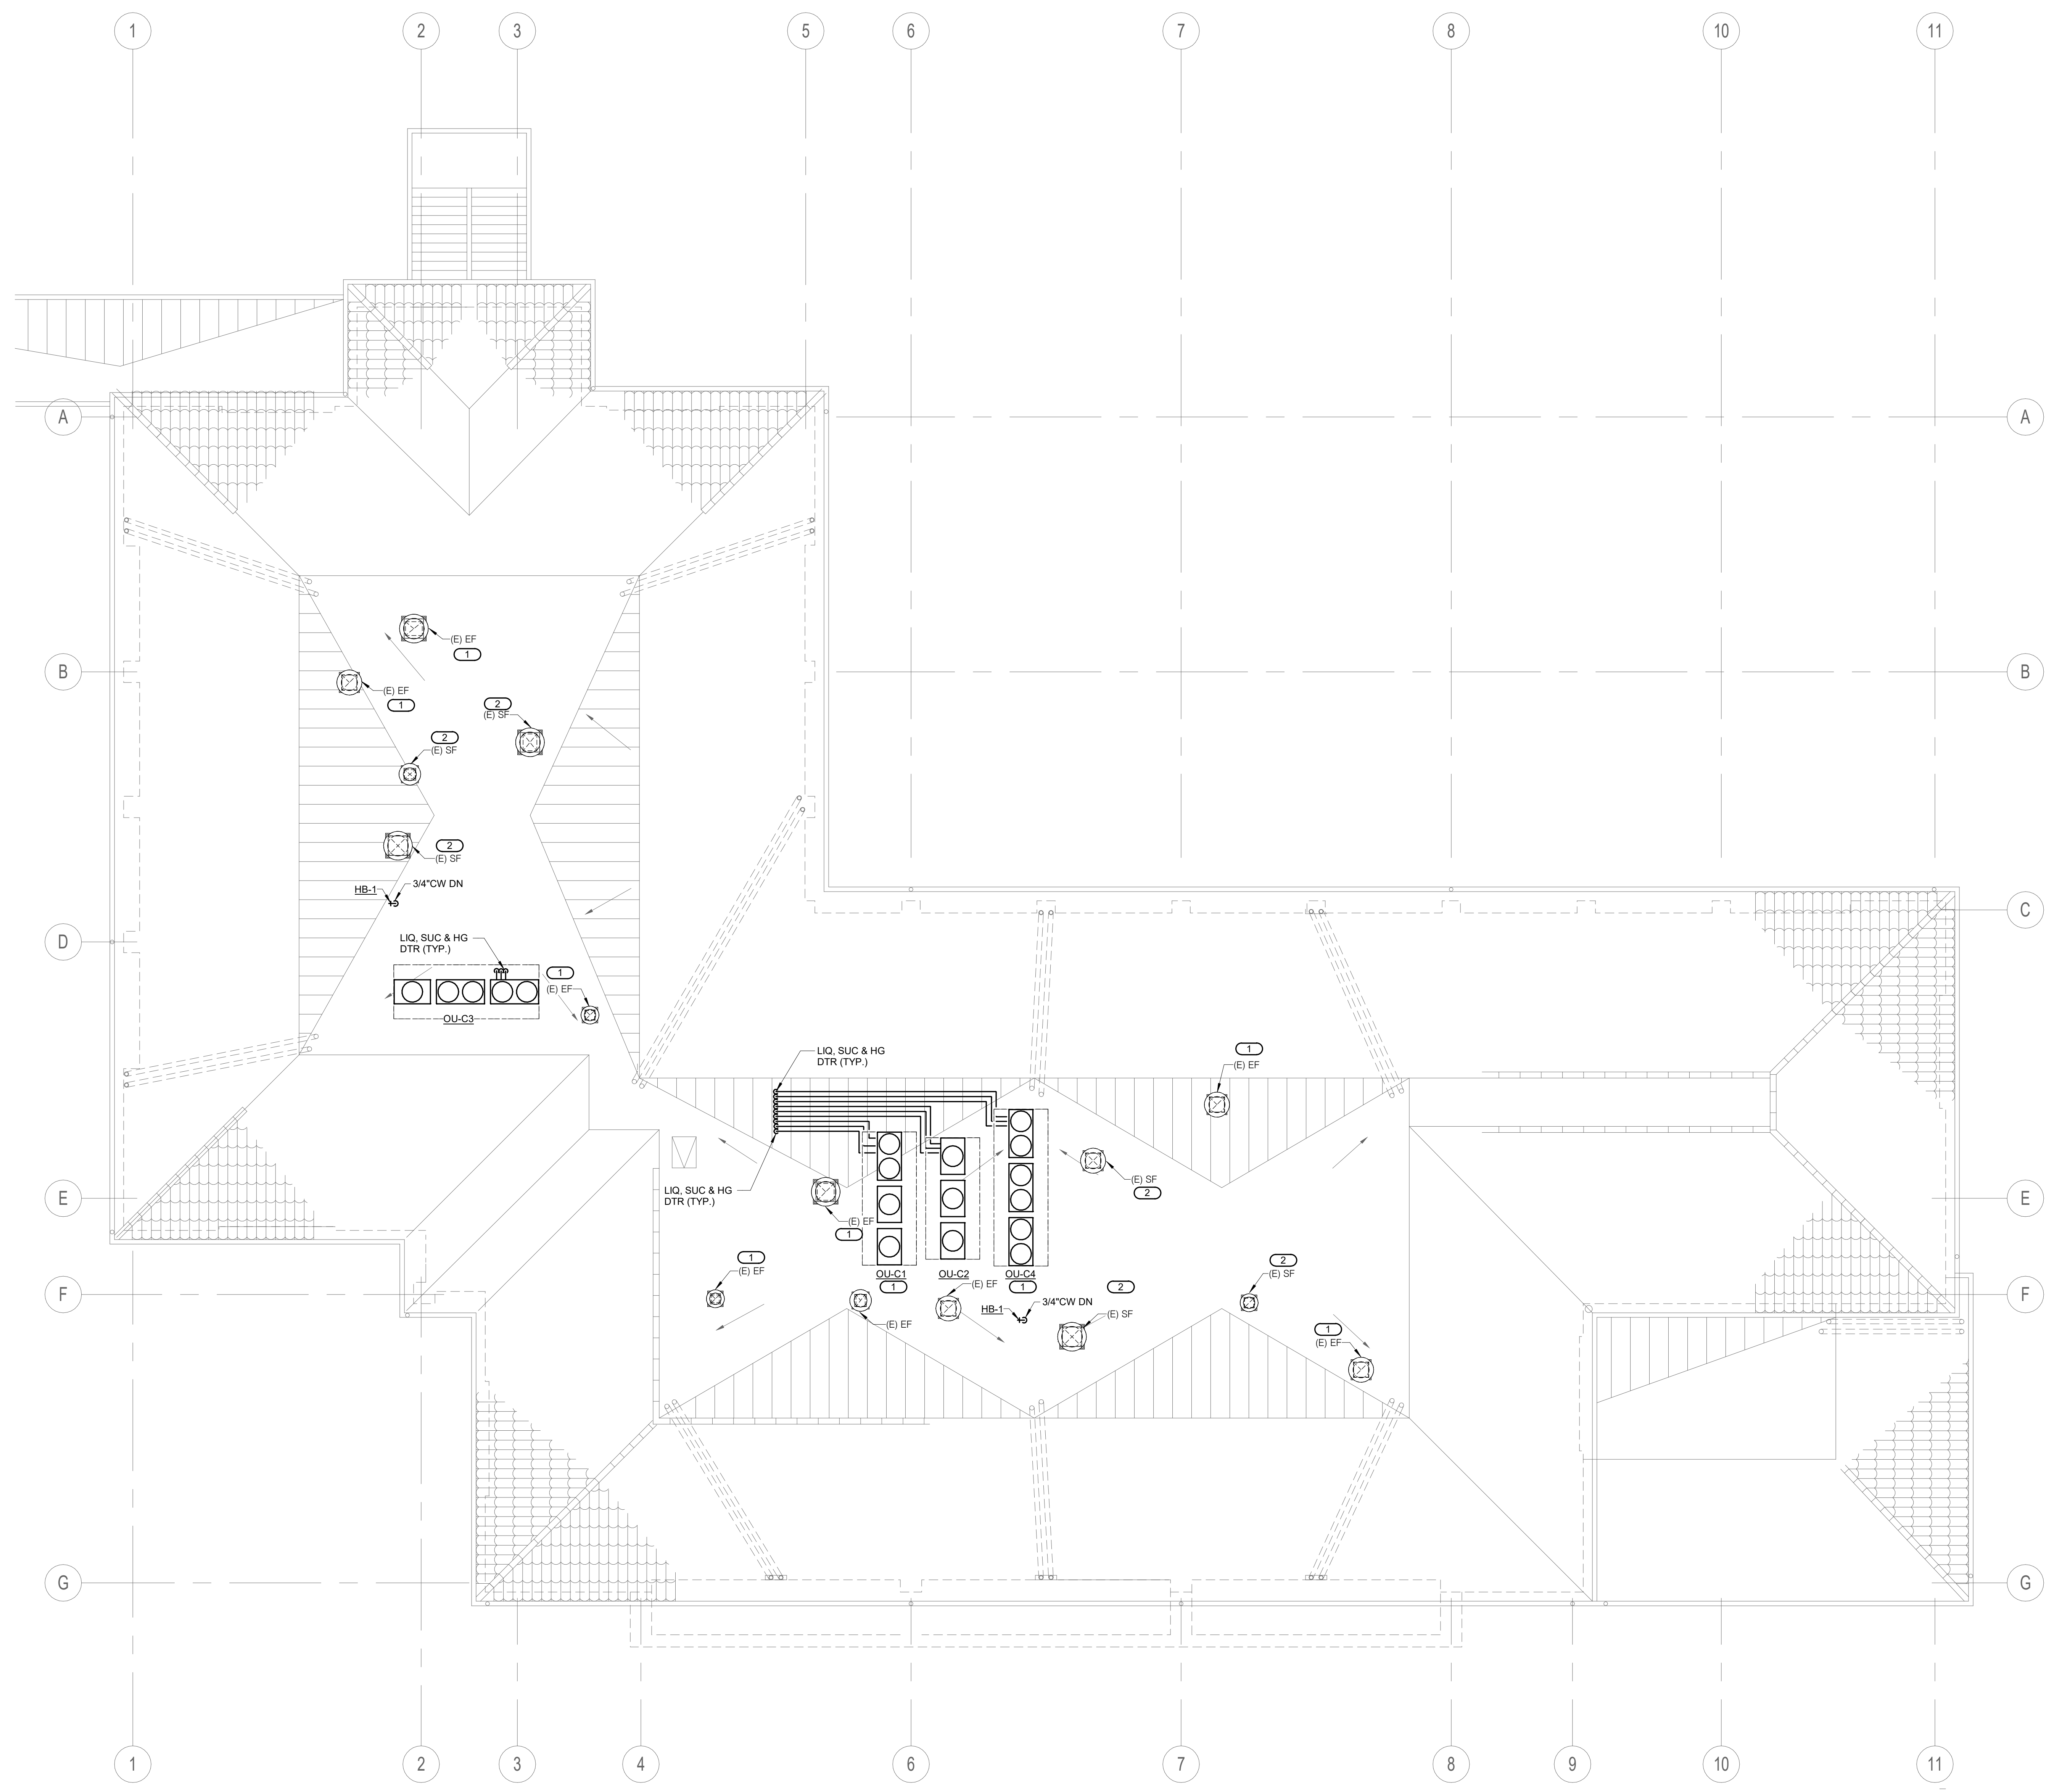 1 2 3 5 6 7 8 10 11
A A
(E) EF
1
B B
(E) EF
1
2
(E) SF
2
(E) SF
2
(E) SF
HB-1
3/4"CW DN
C
D
LIQ, SUC & HG
DTR (TYP.)
1
(E) EF
OU-C3
LIQ, SUC & HG
DTR (TYP.)
1
(E) EF
LIQ, SUC & HG
DTR (TYP.)
(E) SF
2
E E
(E) EF
1
1
(E) EF
2
(E) SF
OU-C1
1
OU-C2
OU-C4
1
(E) EF
2
F F
HB-1
3/4"CW DN
(E) SF
(E) EF
1
(E) EF
G G
1 2 3 4 6 7 8 9 10 11